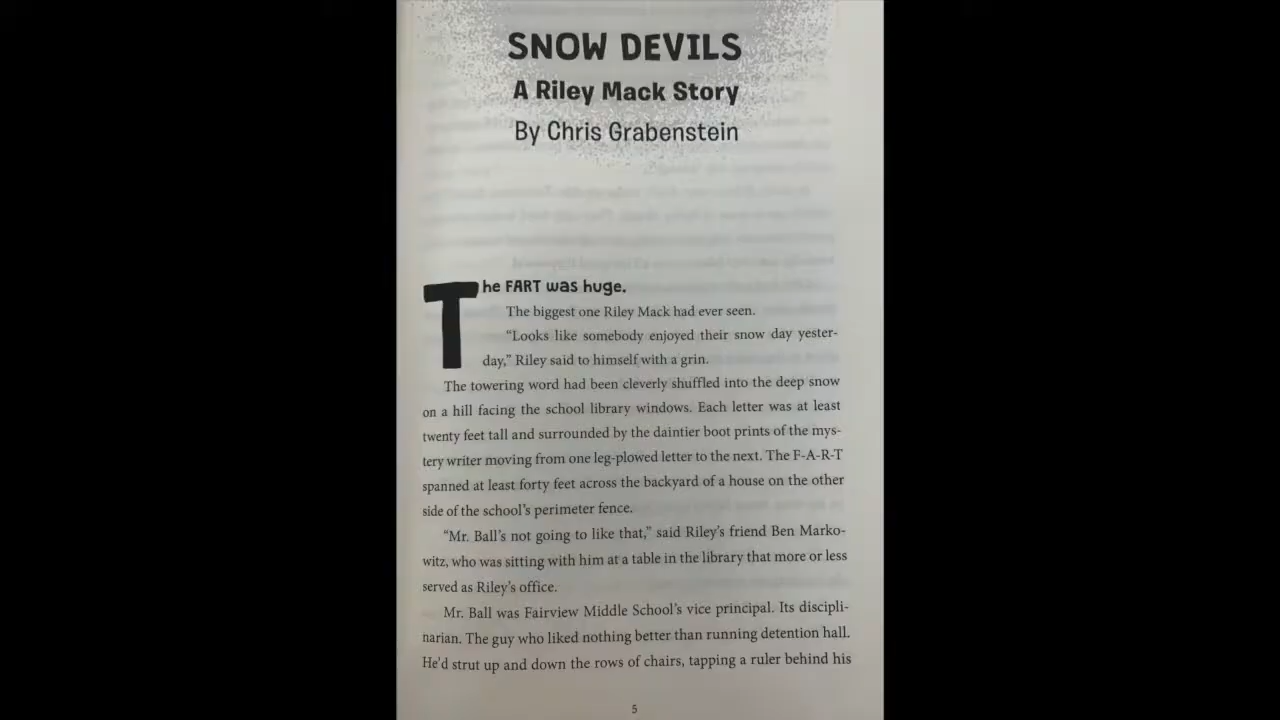 SNOW DEVILS
A Riley Mack Story
By Chris Grabenstein
The FART was huge.
The biggest one Riley Mack had ever seen.
“Looks like somebody enjoyed their snow day yester-
day,” Riley said to himself with a grin.
The towering word had been cleverly shuffled into the deep snow
on a hill facing the school library windows. Each letter was at least
twenty feet tall and surrounded by the daintier boot prints of the mys-
tery writer moving from one leg-plowed letter to the next. The F-A-R-T
spanned at least forty feet across the backyard of a house on the other
side of the school’s perimeter fence.
“Mr. Ball’s not going to like that,” said Riley’s friend Ben Marko-
witz, who was sitting with him at a table in the library that more or less
served as Riley’s office.
Mr. Ball was Fairview Middle School’s vice principal. Its discipli-
narian. The guy who liked nothing better than running detention hall.
He’d strut up and down the rows of chairs, tapping a ruler behind his
5